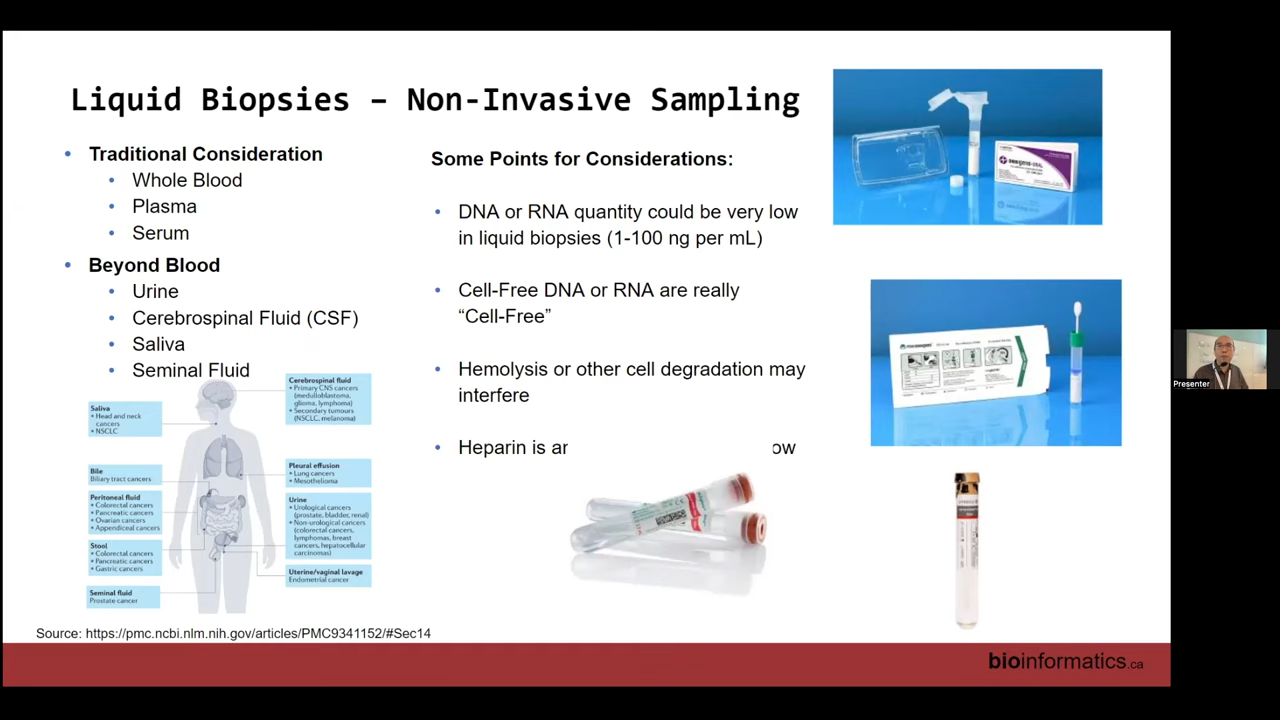 Liquid Biopsies – Non-Invasive Sampling
• Traditional Consideration
• Whole Blood
• Plasma
• Serum
• Beyond Blood
• Urine
• Cerebrospinal Fluid (CSF)
• Saliva
• Seminal Fluid
Some Points for Considerations:
• DNA or RNA quantity could be very low
in liquid biopsies (1-100 ng per mL)
• Cell-Free DNA or RNA are really
“Cell-Free”
• Hemolysis or other cell degradation may
interfere
• Heparin is ar ow
Saliva
• Head and neck
cancers
• NSCLC
Bile
Biliary tract cancers
Peritoneal fluid
• Colorectal cancers
• Pancreatic cancers
• Ovarian cancers
• Appendiceal cancers
Stool
• Colorectal cancers
• Pancreatic cancers
• Gastric cancers
Seminal fluid
Prostate cancer
Cerebrospinal fluid
• Primary CNS cancers
(medulloblastoma,
glioma, lymphoma)
• Secondary tumours
(NSCLC, melanoma)
Pleural effusion
• Lung cancers
• Mesothelioma
Urine
• Urological cancers
(prostate, bladder, renal)
• Non-urological cancers
(colorectal cancers,
lymphomas, breast
cancers, hepatocellular
carcinomas)
Uterine/vaginal lavage
Endometrial cancer
Source: https://pmc.ncbi.nlm.nih.gov/articles/PMC9341152/#Sec14
bioinformatics.ca
Presenter